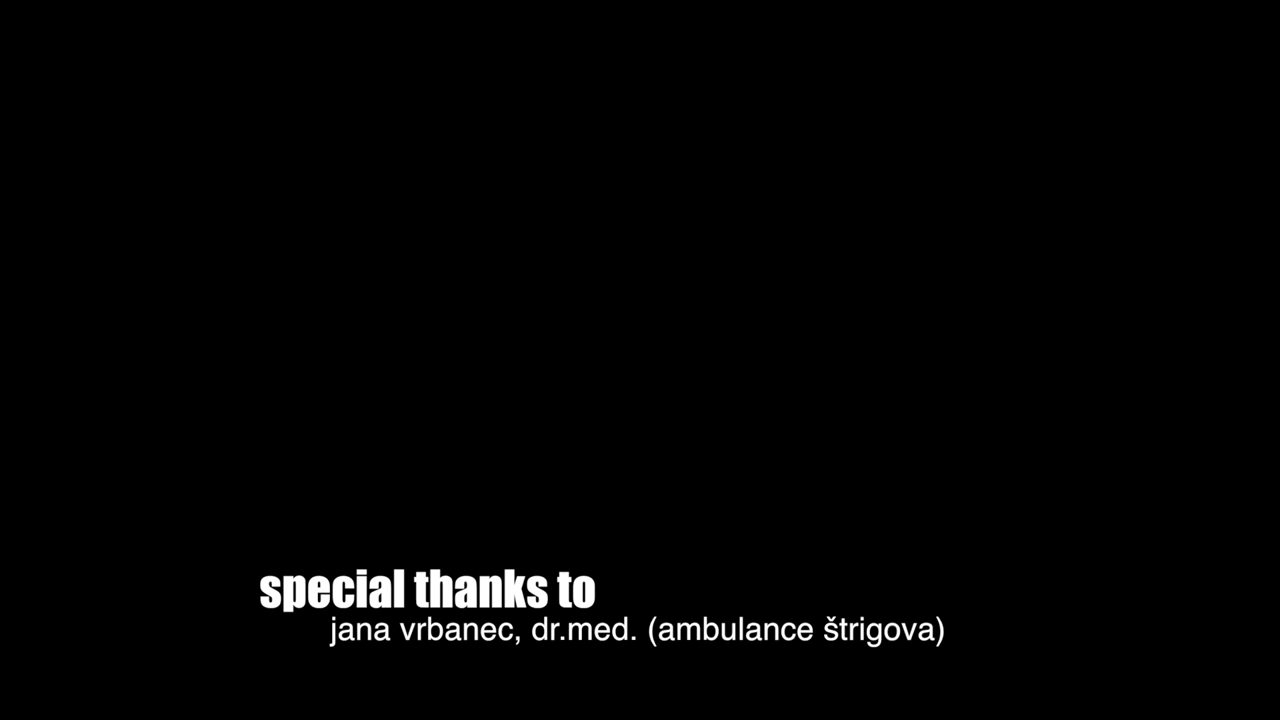 special thanks to
jana vrbanec, dr.med. (ambulance štrigova)